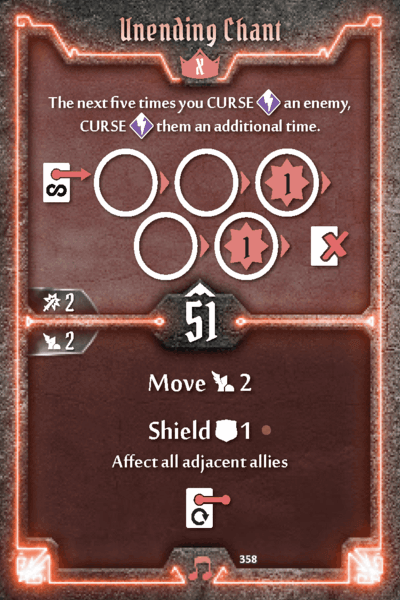 Unending Chant
X
The next five times you CURSE an enemy,
CURSE them an additional time.
1
1
2
51
2
Move 2
Shield 1
Affect all adjacent allies
358